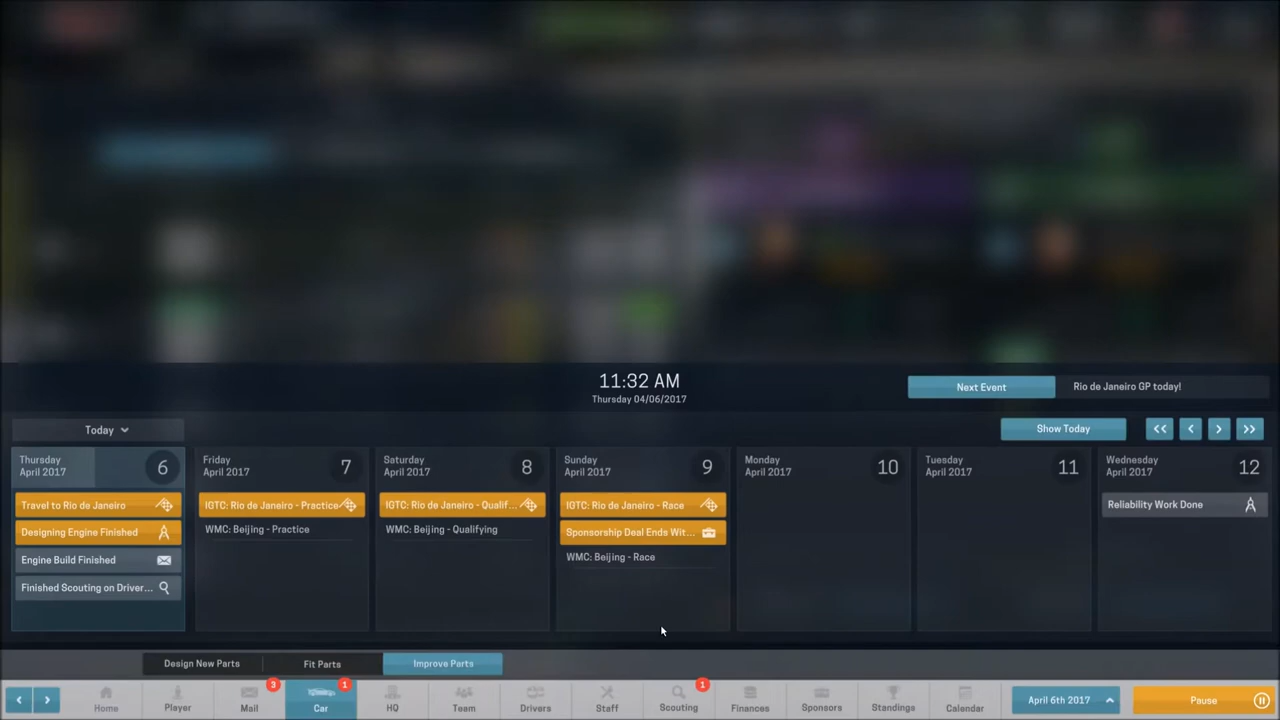 11:32 AM
Thursday 04/06/2017
Next Event
Rio de Janeiro GP today!
Today
Show Today
Thursday
April 2017
6
Friday
April 2017
7
Saturday
April 2017
8
Sunday
April 2017
9
Monday
April 2017
10
Tuesday
April 2017
11
Wednesday
April 2017
12
Travel to Rio de Janeiro
Designing Engine Finished
Engine Build Finished
Finished Scouting on Driver...
IGTC: Rio de Janeiro - Practice
WMC: Beijing - Practice
IGTC: Rio de Janeiro - Qualif...
WMC: Beijing - Qualifying
IGTC: Rio de Janeiro - Race
Sponsorship Deal Ends Wit...
WMC: Beijing - Race
Reliability Work Done
Design New Parts
Fit Parts
Improve Parts
Home
Player
3
Mail
1
Car
HQ
Team
Drivers
Staff
1
Scouting
Finances
Sponsors
Standings
Calendar
April 6th 2017
Pause